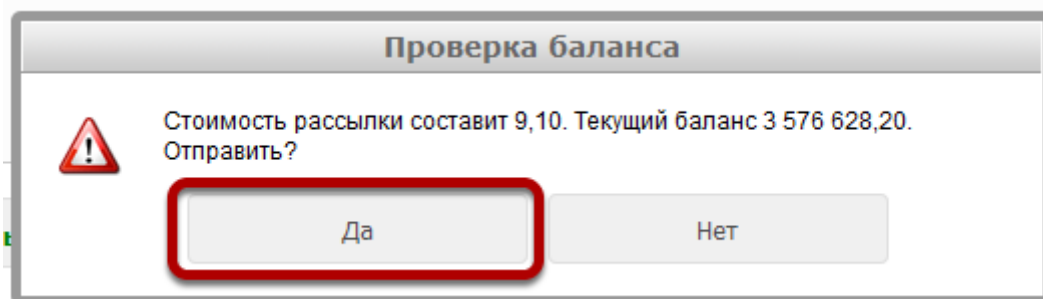 Проверка баланса
Стоимость рассылки составит 9,10. Текущий баланс 3 576 628,20.
Отправить?
Да
Нет